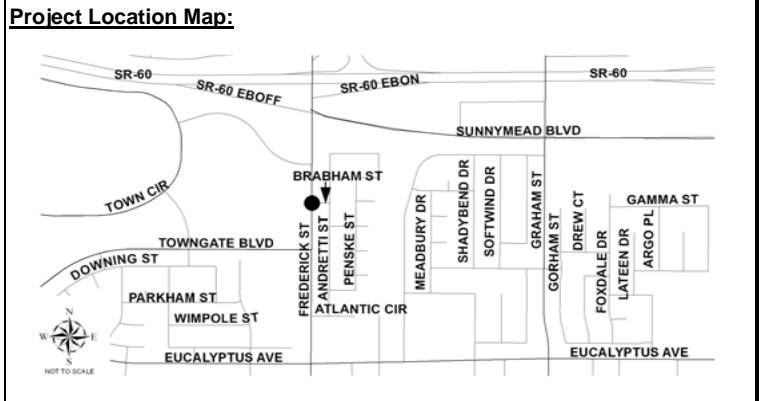 Project Location Map:
SR-60
SR-60 EBOFF
SR-60 EBON
SR-60
SUNNYMEAD BLVD
BRABHAM ST
TOWN CIR
FREDERICK ST
ANDRETTI ST
PENSKE ST
MEADBURY DR
SHADYBEND DR
SOFTWIND DR
GRAHAM ST
GORHAM ST
DREW CT
FOXDALE DR
LATEEN DR
ARGO PL
GAMMA ST
TOWNGATE BLVD
DOWNING ST
PARKHAM ST
WIMPOLE ST
ATLANTIC CIR
EUCALYPTUS AVE
EUCALYPTUS AVE
N
W
E
S
NOT TO SCALE